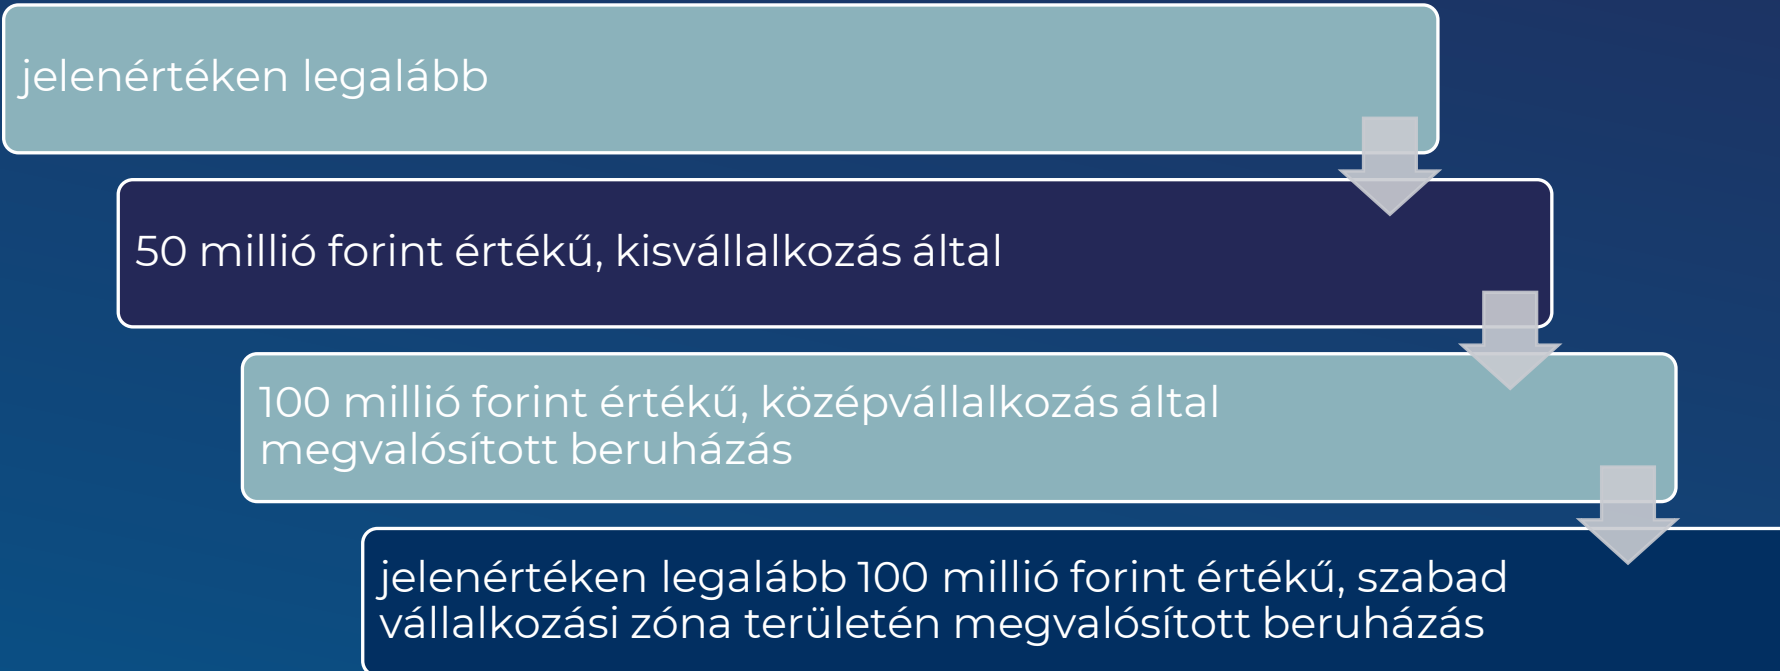 jelenértéken legalább
50 millió forint értékű, kisvállalkozás által
100 millió forint értékű, középvállalkozás által
megvalósított beruházás
jelenértéken legalább 100 millió forint értékű, szabad
vállalkozási zóna területén megvalósított beruházás